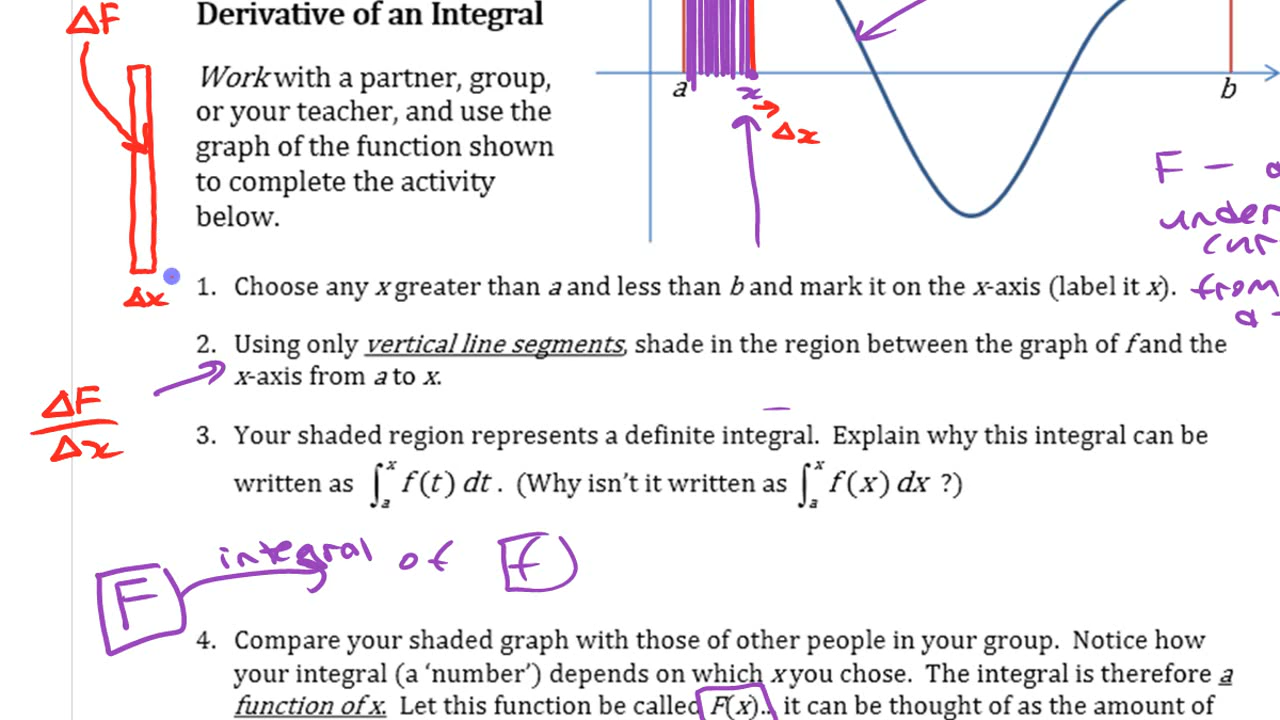 ΔF
Derivative of an Integral
Work with a partner, group,
or your teacher, and use the
graph of the function shown
to complete the activity
below.
a
x
Δx
b
F –
under
cur
from
a
Δx
1. Choose any x greater than a and less than b and mark it on the x-axis (label it x).
2. Using only vertical line segments, shade in the region between the graph of f and the
x-axis from a to x.
ΔF
Δx
3. Your shaded region represents a definite integral. Explain why this integral can be
written as ∫ₐˣ f(t) dt. (Why isn't it written as ∫ₐˣ f(x) dx ?)
F integral of f
4. Compare your shaded graph with those of other people in your group. Notice how
your integral (a 'number') depends on which x you chose. The integral is therefore a
function of x. Let this function be called F(x).. it can be thought of as the amount of